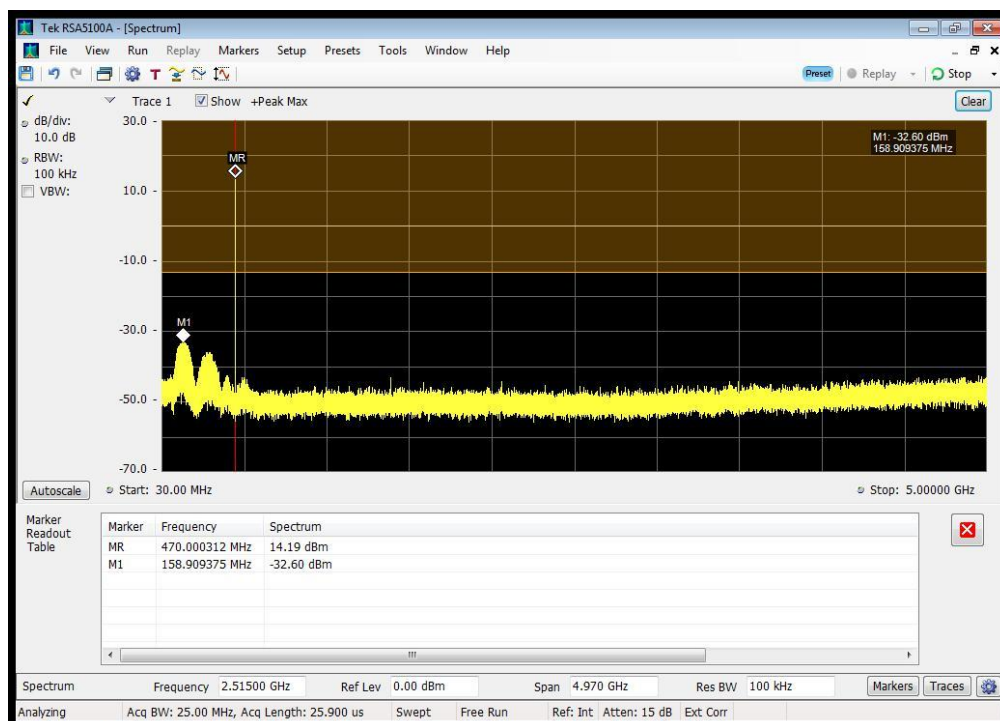 Tek RSA5100A - [Spectrum]
File View Run Replay Markers Setup Presets Tools Window Help
T
Preset Replay Stop
Trace 1 Show +Peak Max Clear
dB/div:
10.0 dB
RBW:
100 kHz
VBW:
30.0
10.0
-10.0
-30.0
-50.0
-70.0
M1: -32.60 dBm
158.909375 MHz
MR
M1
Autoscale Start: 30.00 MHz Stop: 5.00000 GHz
Marker
Readout
Table
Marker Frequency Spectrum
MR 470.000312 MHz 14.19 dBm
M1 158.909375 MHz -32.60 dBm
Spectrum Frequency 2.51500 GHz Ref Lev 0.00 dBm Span 4.970 GHz Res BW 100 kHz Markers Traces
Analyzing Acq BW: 25.00 MHz, Acq Length: 25.900 us Swept Free Run Ref: Int Atten: 15 dB Ext Corr